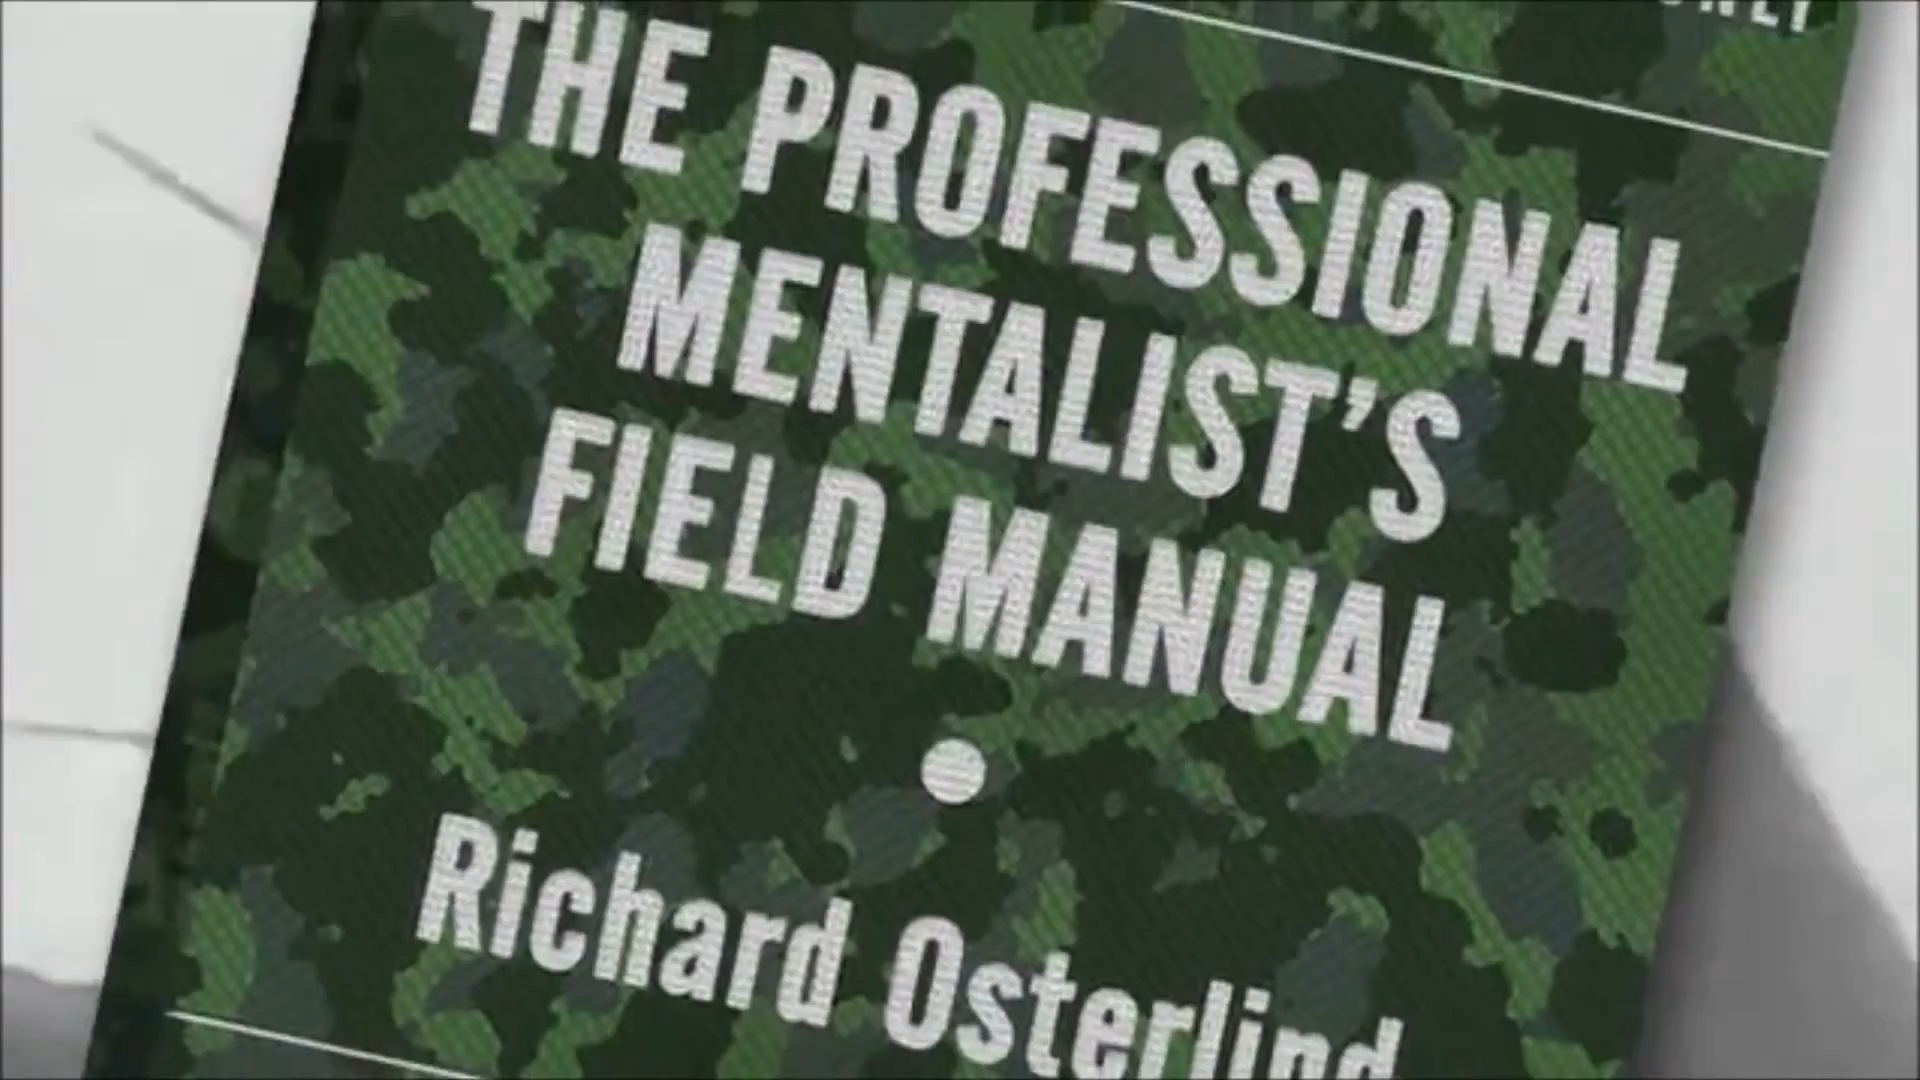 THE PROFESSIONAL
MENTALIST'S
FIELD MANUAL
Richard Osterlind